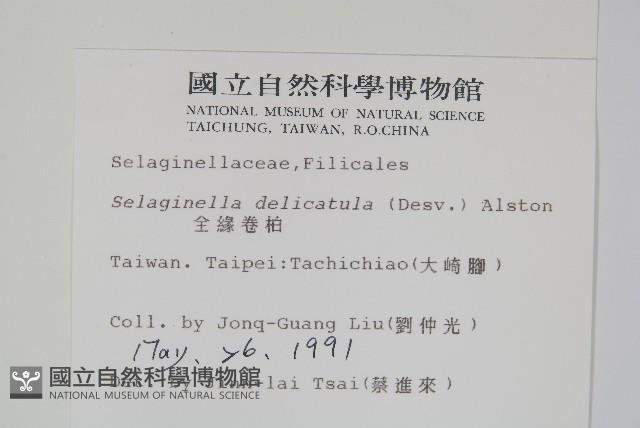 國立自然科學博物館
NATIONAL MUSEUM OF NATURAL SCIENCE
TAICHUNG, TAIWAN, R.O.CHINA
Selaginellaceae,Filicales
Selaginella delicatula (Desv.) Alston
全緣卷柏
Taiwan. Taipei:Tachichiao(大崎腳)
Coll. by Jonq-Guang Liu(劉仲光)
May. 26. 1991
by -lai Tsai(蔡進來)
國立自然科學博物館
NATIONAL MUSEUM OF NATURAL SCIENCE